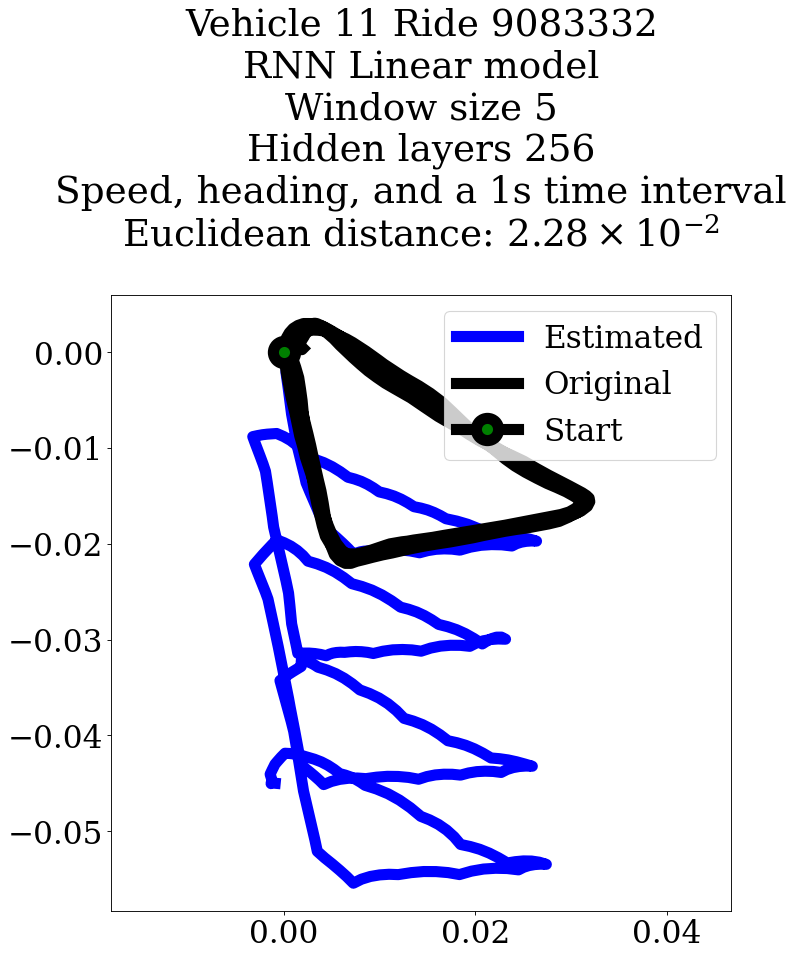 Vehicle 11 Ride 9083332
RNN Linear model
Window size 5
Hidden layers 256
Speed, heading, and a 1s time interval
Euclidean distance: 2.28 × 10⁻²
Estimated
Original
Start
0.00
−0.01
−0.02
−0.03
−0.04
−0.05
0.00 0.02 0.04